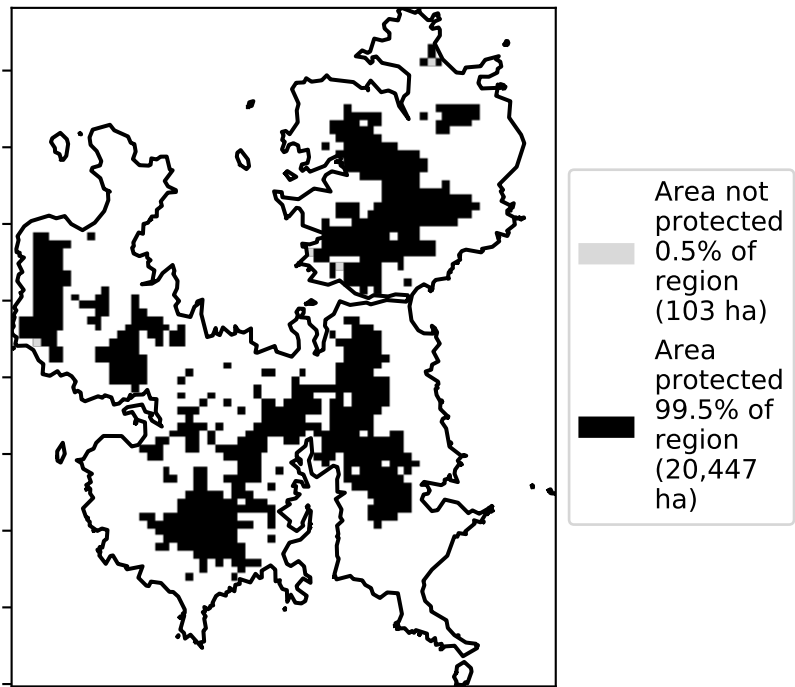 Area not
protected
0.5% of
region
(103 ha)
Area
protected
99.5% of
region
(20,447
ha)